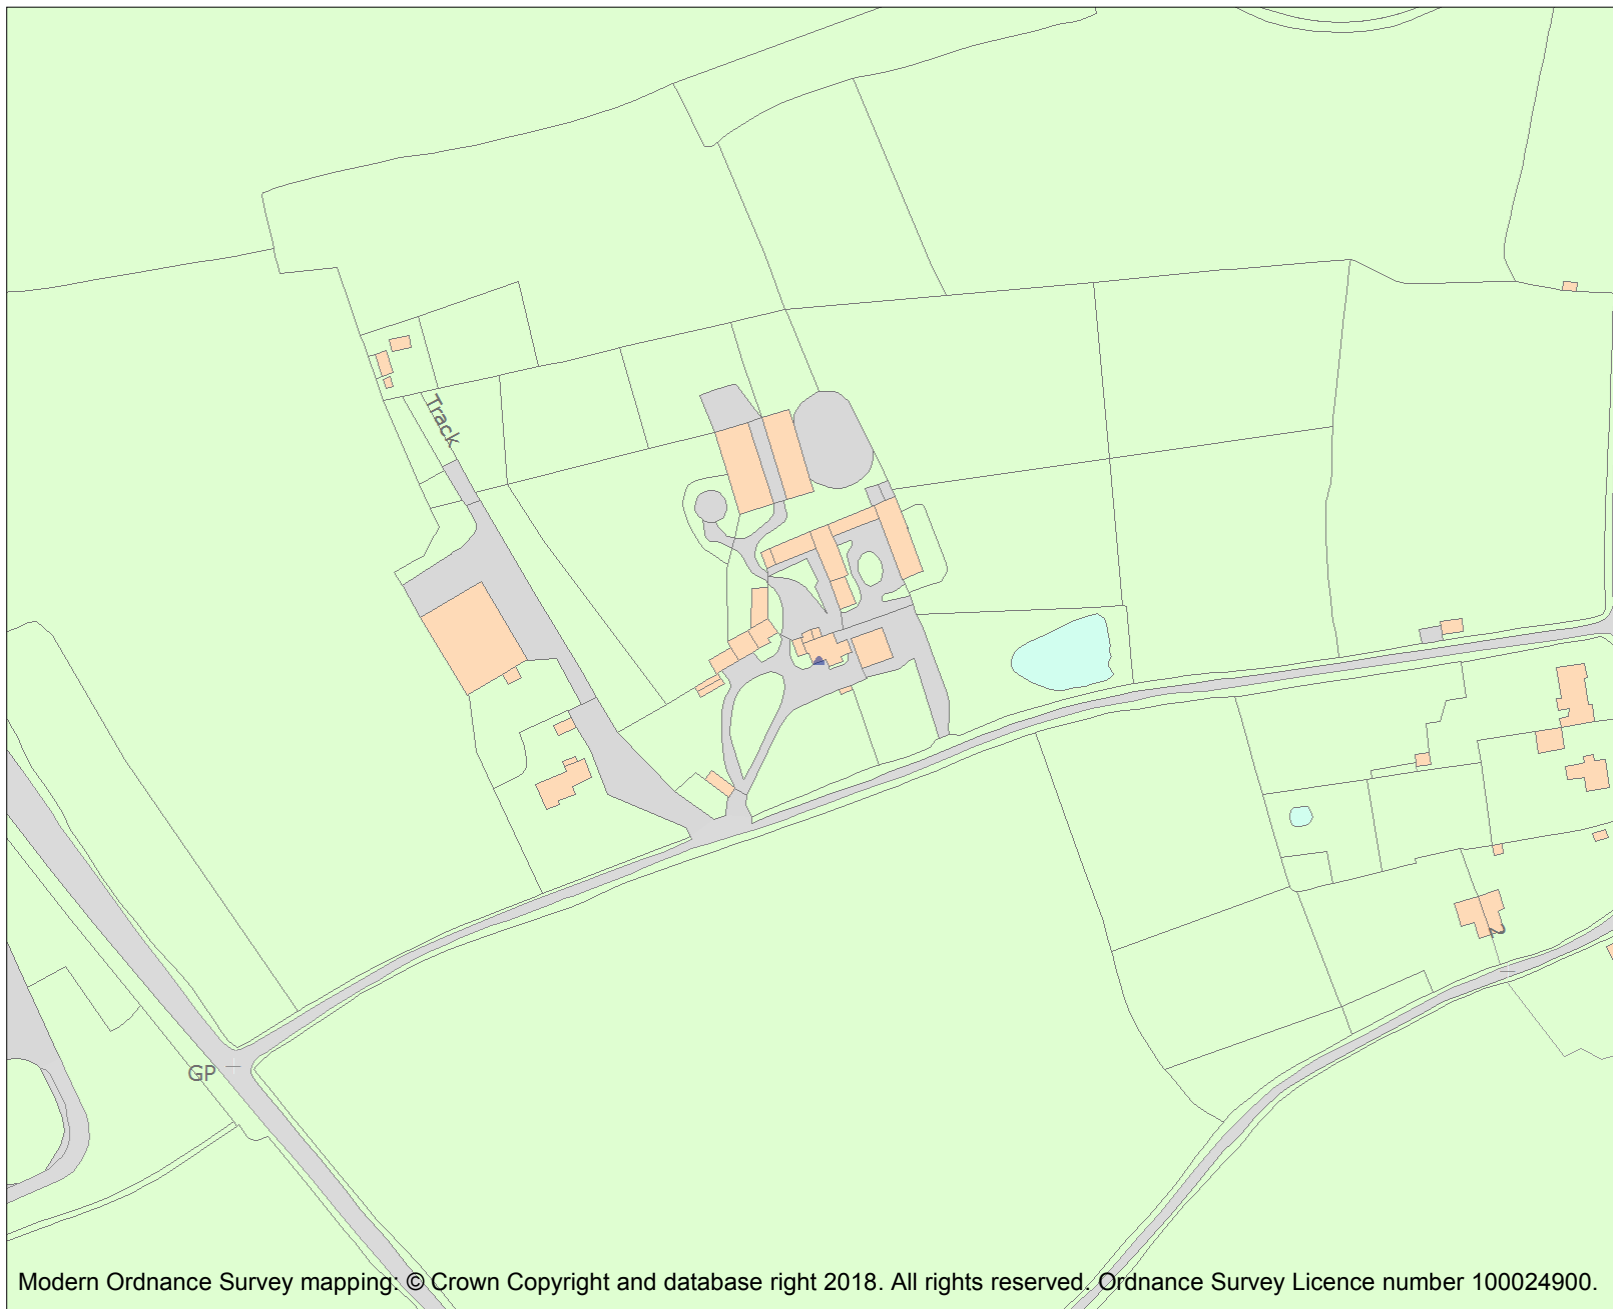 Track
2
GP
Modern Ordnance Survey mapping: © Crown Copyright and database right 2018. All rights reserved. Ordnance Survey Licence number 100024900.